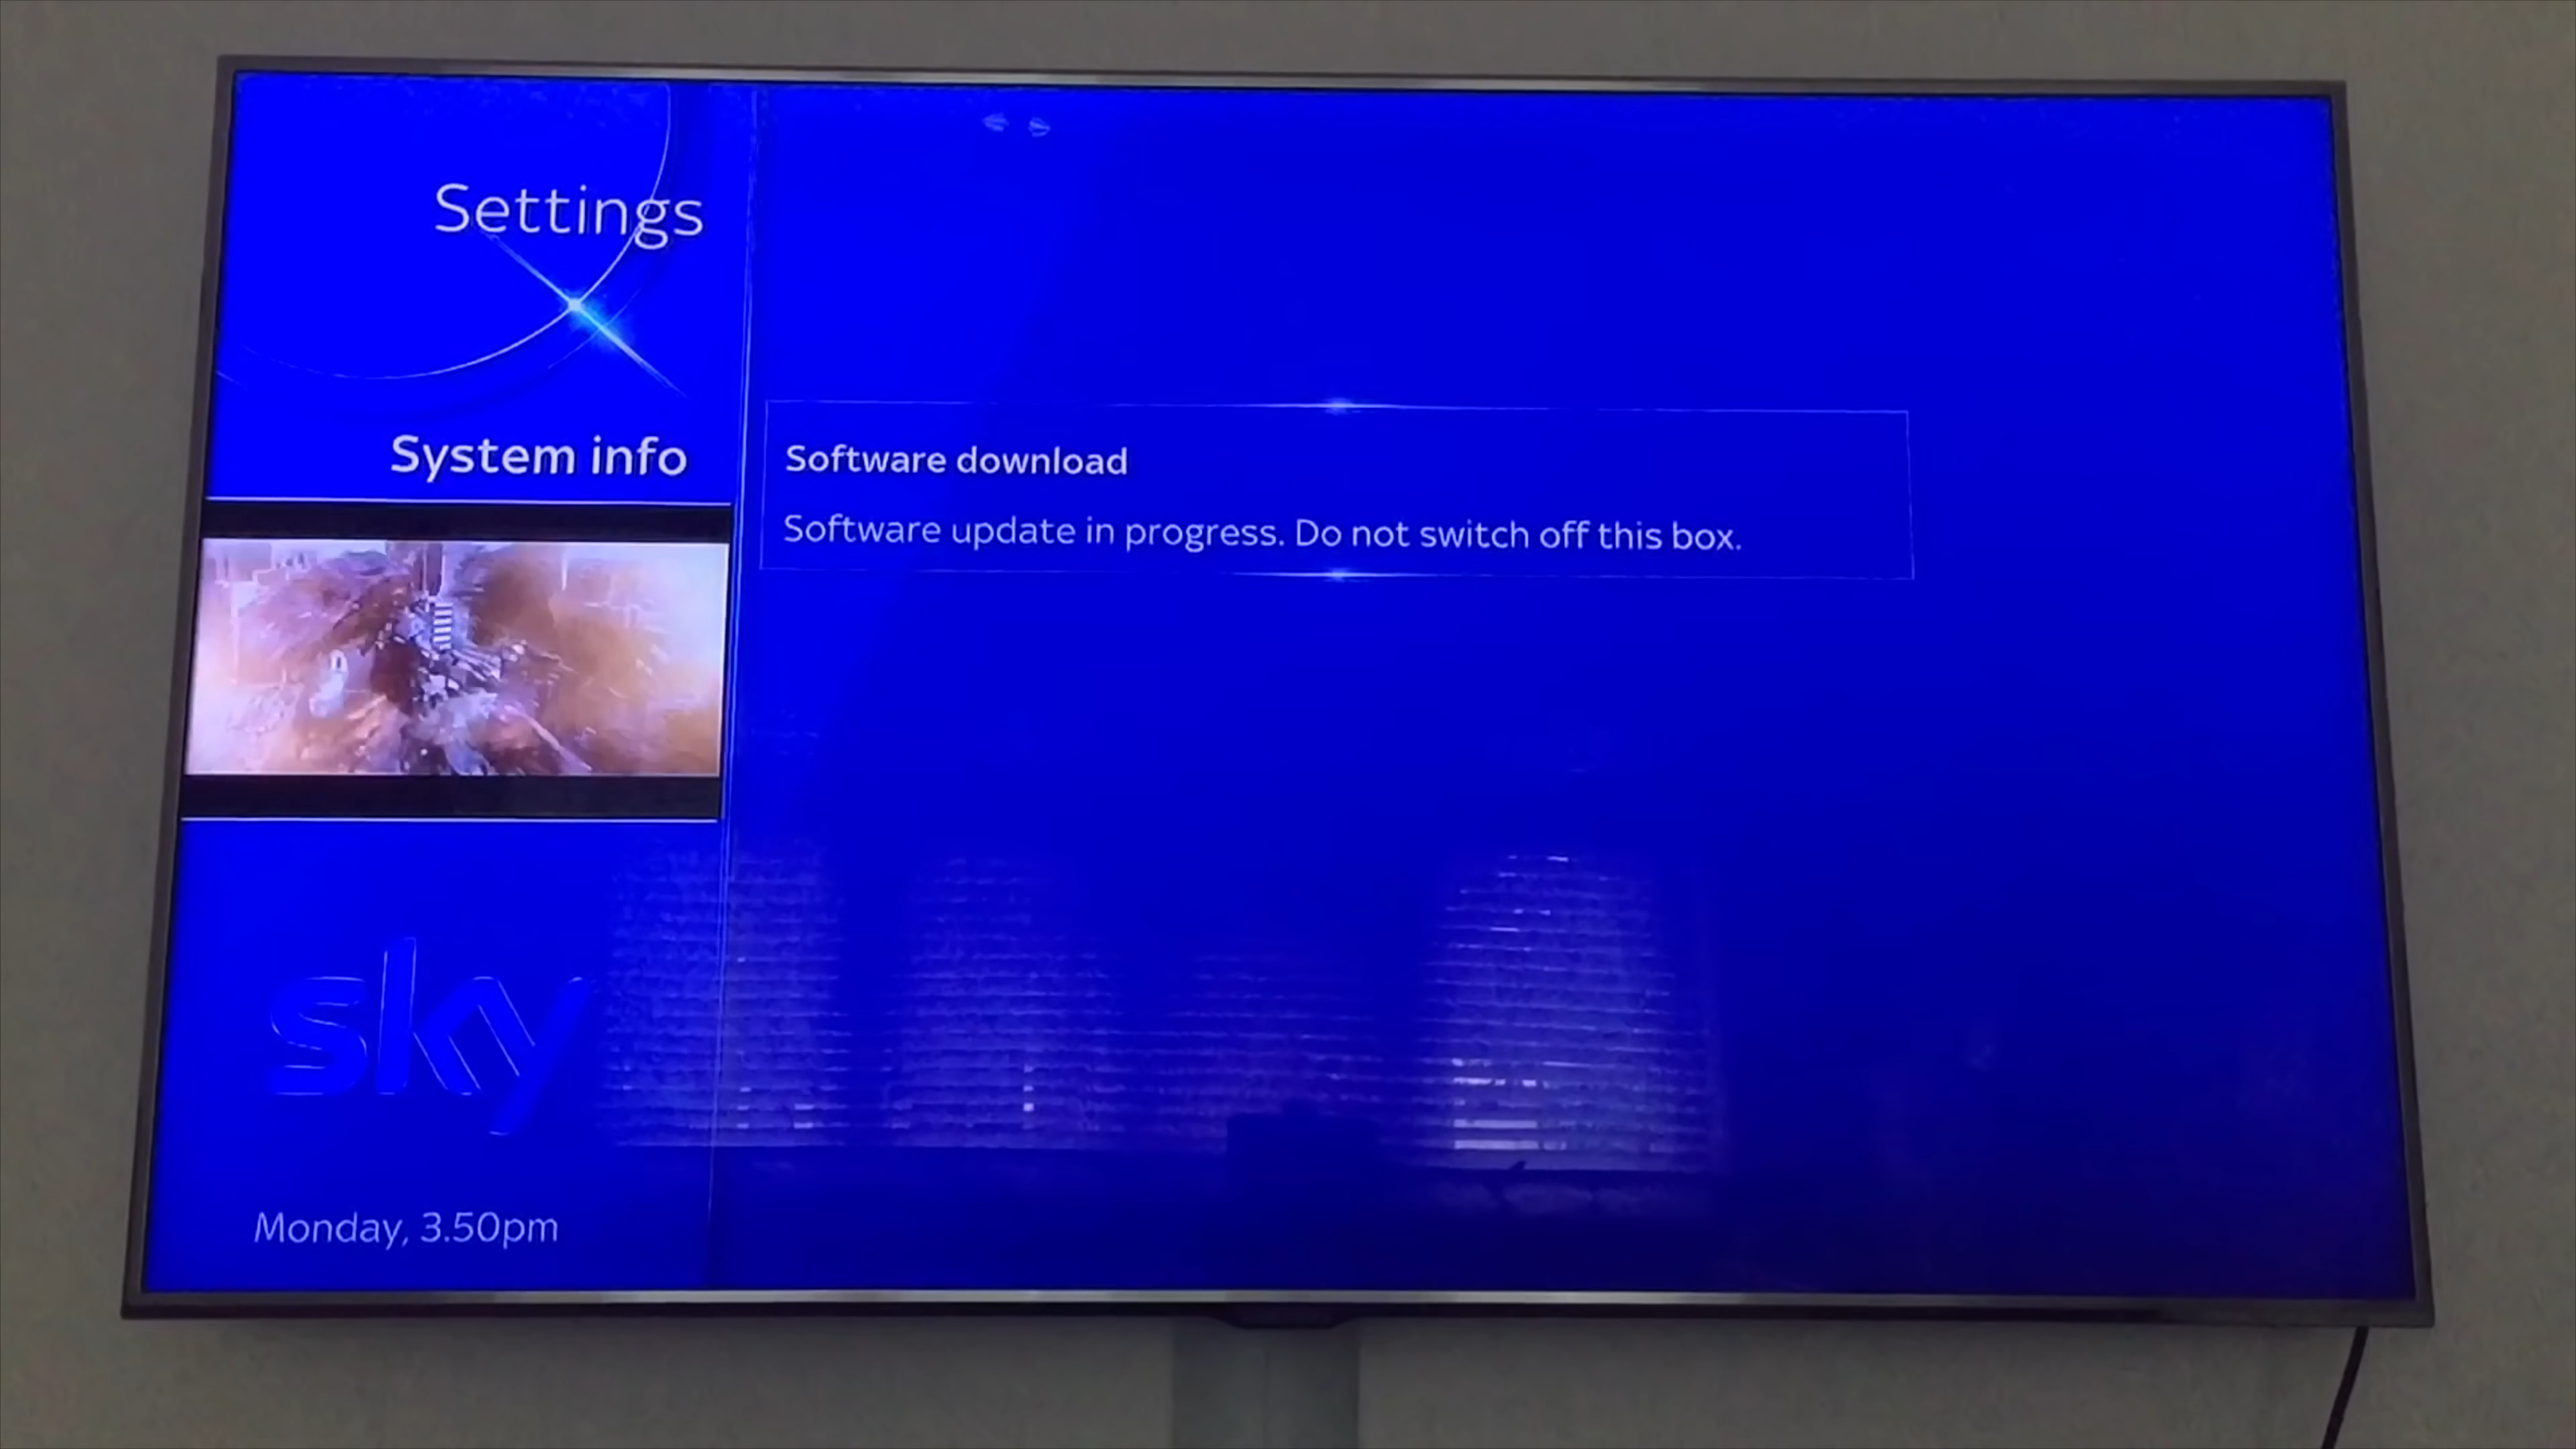 Settings
System info
Software download
Software update in progress. Do not switch off this box.
sky
Monday, 3.50pm